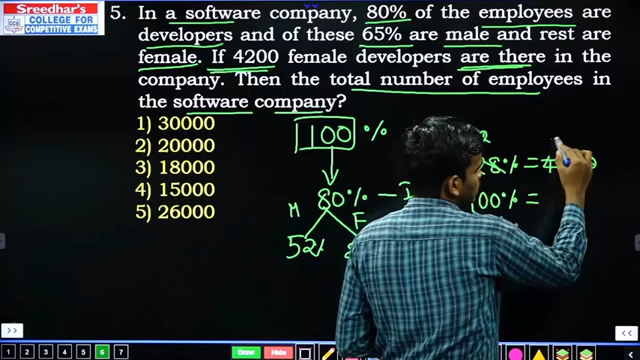 Sreedhar's
CCE
COLLEGE FOR
COMPETITIVE EXAMS
5. In a software company, 80% of the employees are
developers and of these 65% are male and rest are
female. If 4200 female developers are there in
the company. Then the total number of employees in
the software company?
1) 30000
2) 20000
3) 18000
4) 15000
5) 26000
100 %
80%
M
F
52%
28% =
100% =
<<
1 2 3 4 5 6 7 8
Draw Hide
>>